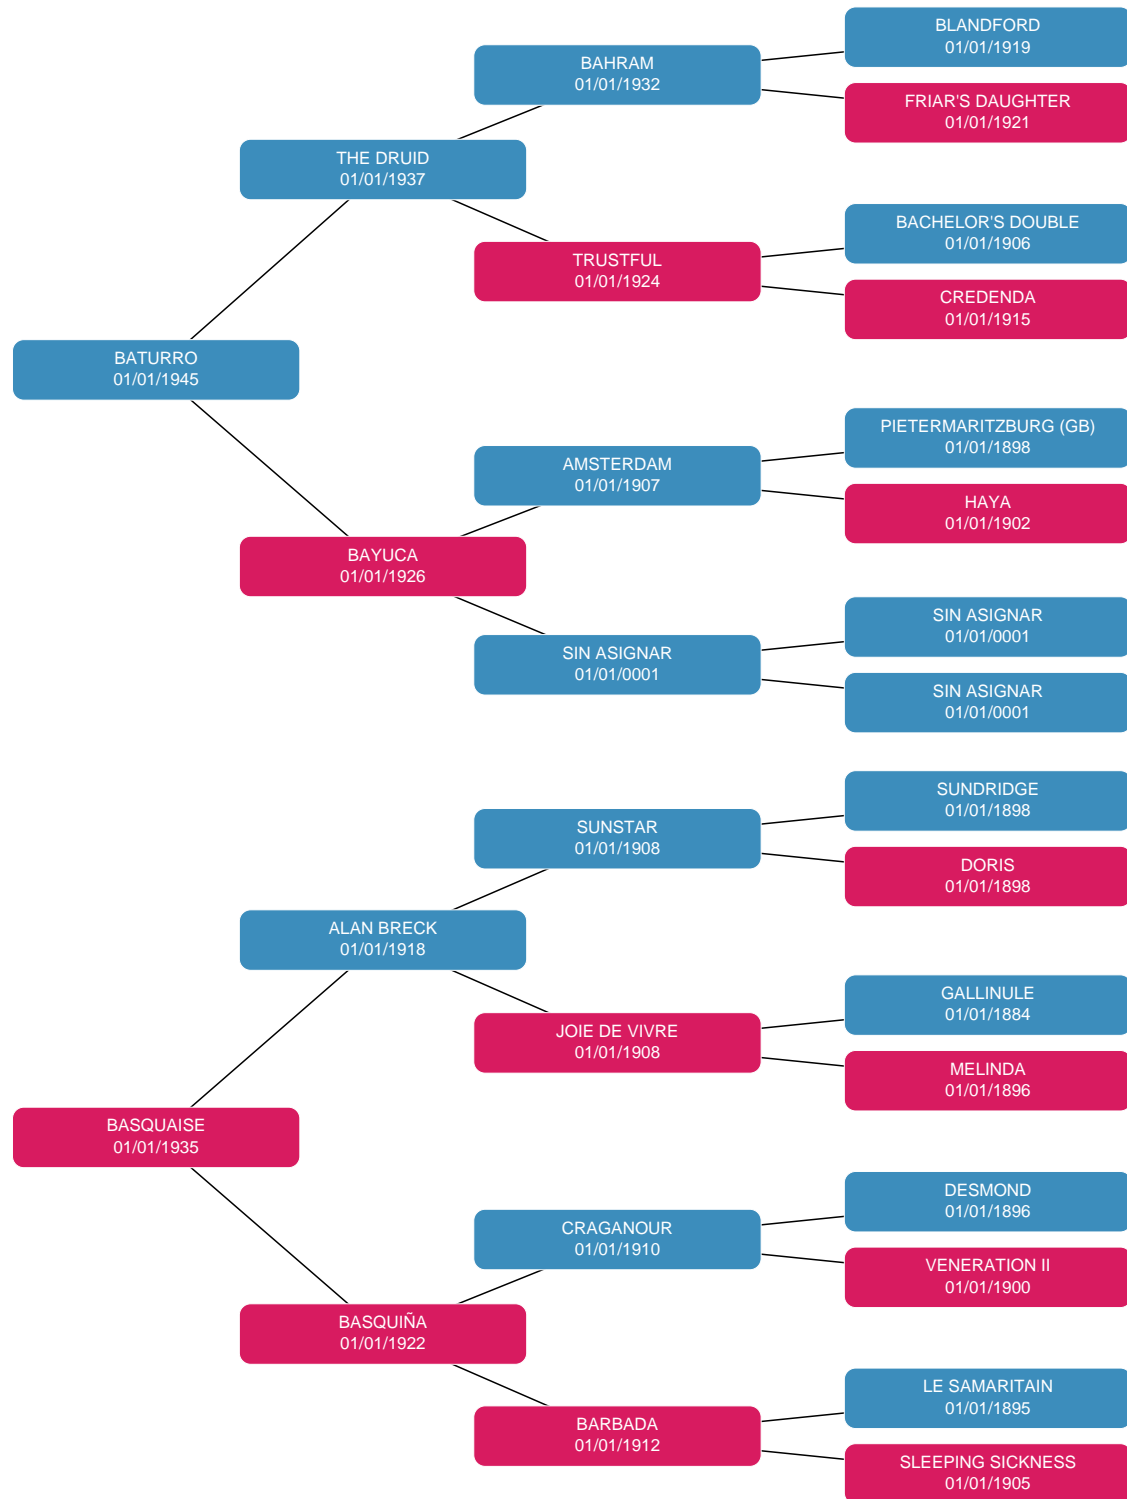 BLANDFORD
01/01/1919
BAHRAM
01/01/1932
FRIAR'S DAUGHTER
01/01/1921
THE DRUID
01/01/1937
BACHELOR'S DOUBLE
01/01/1906
TRUSTFUL
01/01/1924
CREDENDA
01/01/1915
BATURRO
01/01/1945
PIETERMARITZBURG (GB)
01/01/1898
AMSTERDAM
01/01/1907
HAYA
01/01/1902
BAYUCA
01/01/1926
SIN ASIGNAR
01/01/0001
SIN ASIGNAR
01/01/0001
SIN ASIGNAR
01/01/0001
SUNDRIDGE
01/01/1898
SUNSTAR
01/01/1908
DORIS
01/01/1898
ALAN BRECK
01/01/1918
GALLINULE
01/01/1884
JOIE DE VIVRE
01/01/1908
MELINDA
01/01/1896
BASQUAISE
01/01/1935
DESMOND
01/01/1896
CRAGANOUR
01/01/1910
VENERATION II
01/01/1900
BASQUIÑA
01/01/1922
LE SAMARITAIN
01/01/1895
BARBADA
01/01/1912
SLEEPING SICKNESS
01/01/1905